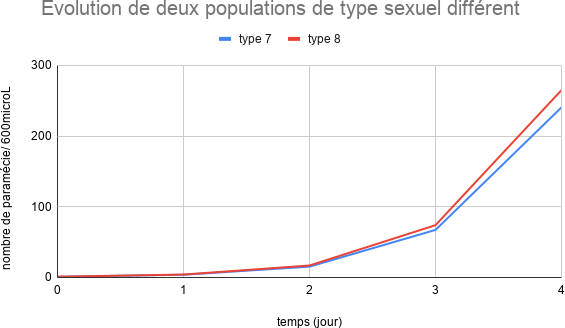 Evolution de deux populations de type sexuel différent
type 7 type 8
nombre de paramécie/ 600microL
300
200
100
0
0 1 2 3 4
temps (jour)